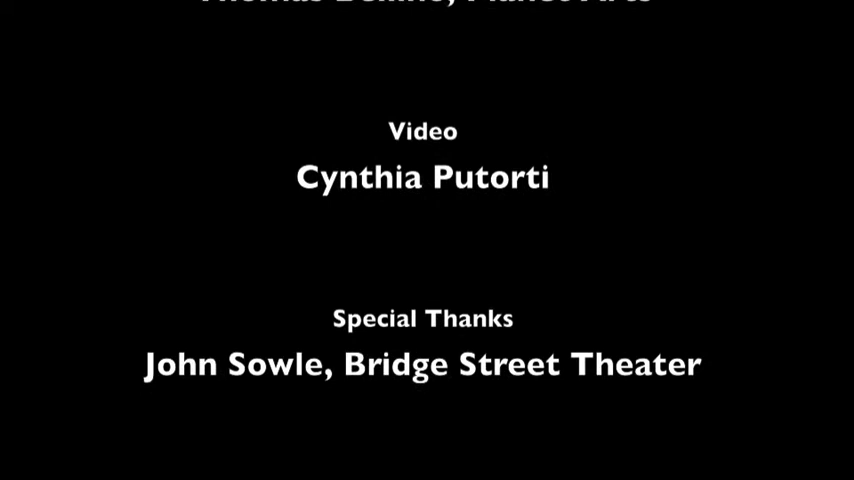 Video
Cynthia Putorti
Special Thanks
John Sowle, Bridge Street Theater